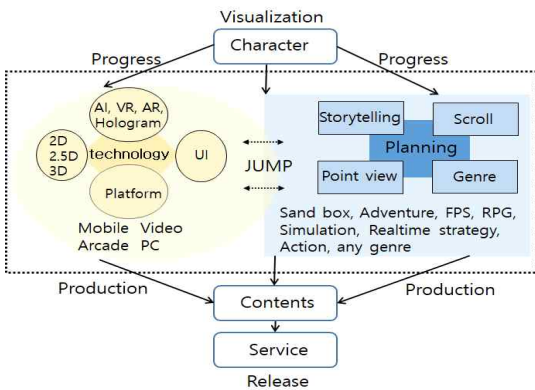 Visualization
Character
Progress
Progress
AI, VR, AR,
Hologram
2D
2.5D
3D
technology
UI
Platform
Mobile Video
Arcade PC
JUMP
Storytelling
Scroll
Planning
Point view
Genre
Sand box, Adventure, FPS, RPG,
Simulation, Realtime strategy,
Action, any genre
Production
Production
Contents
Service
Release